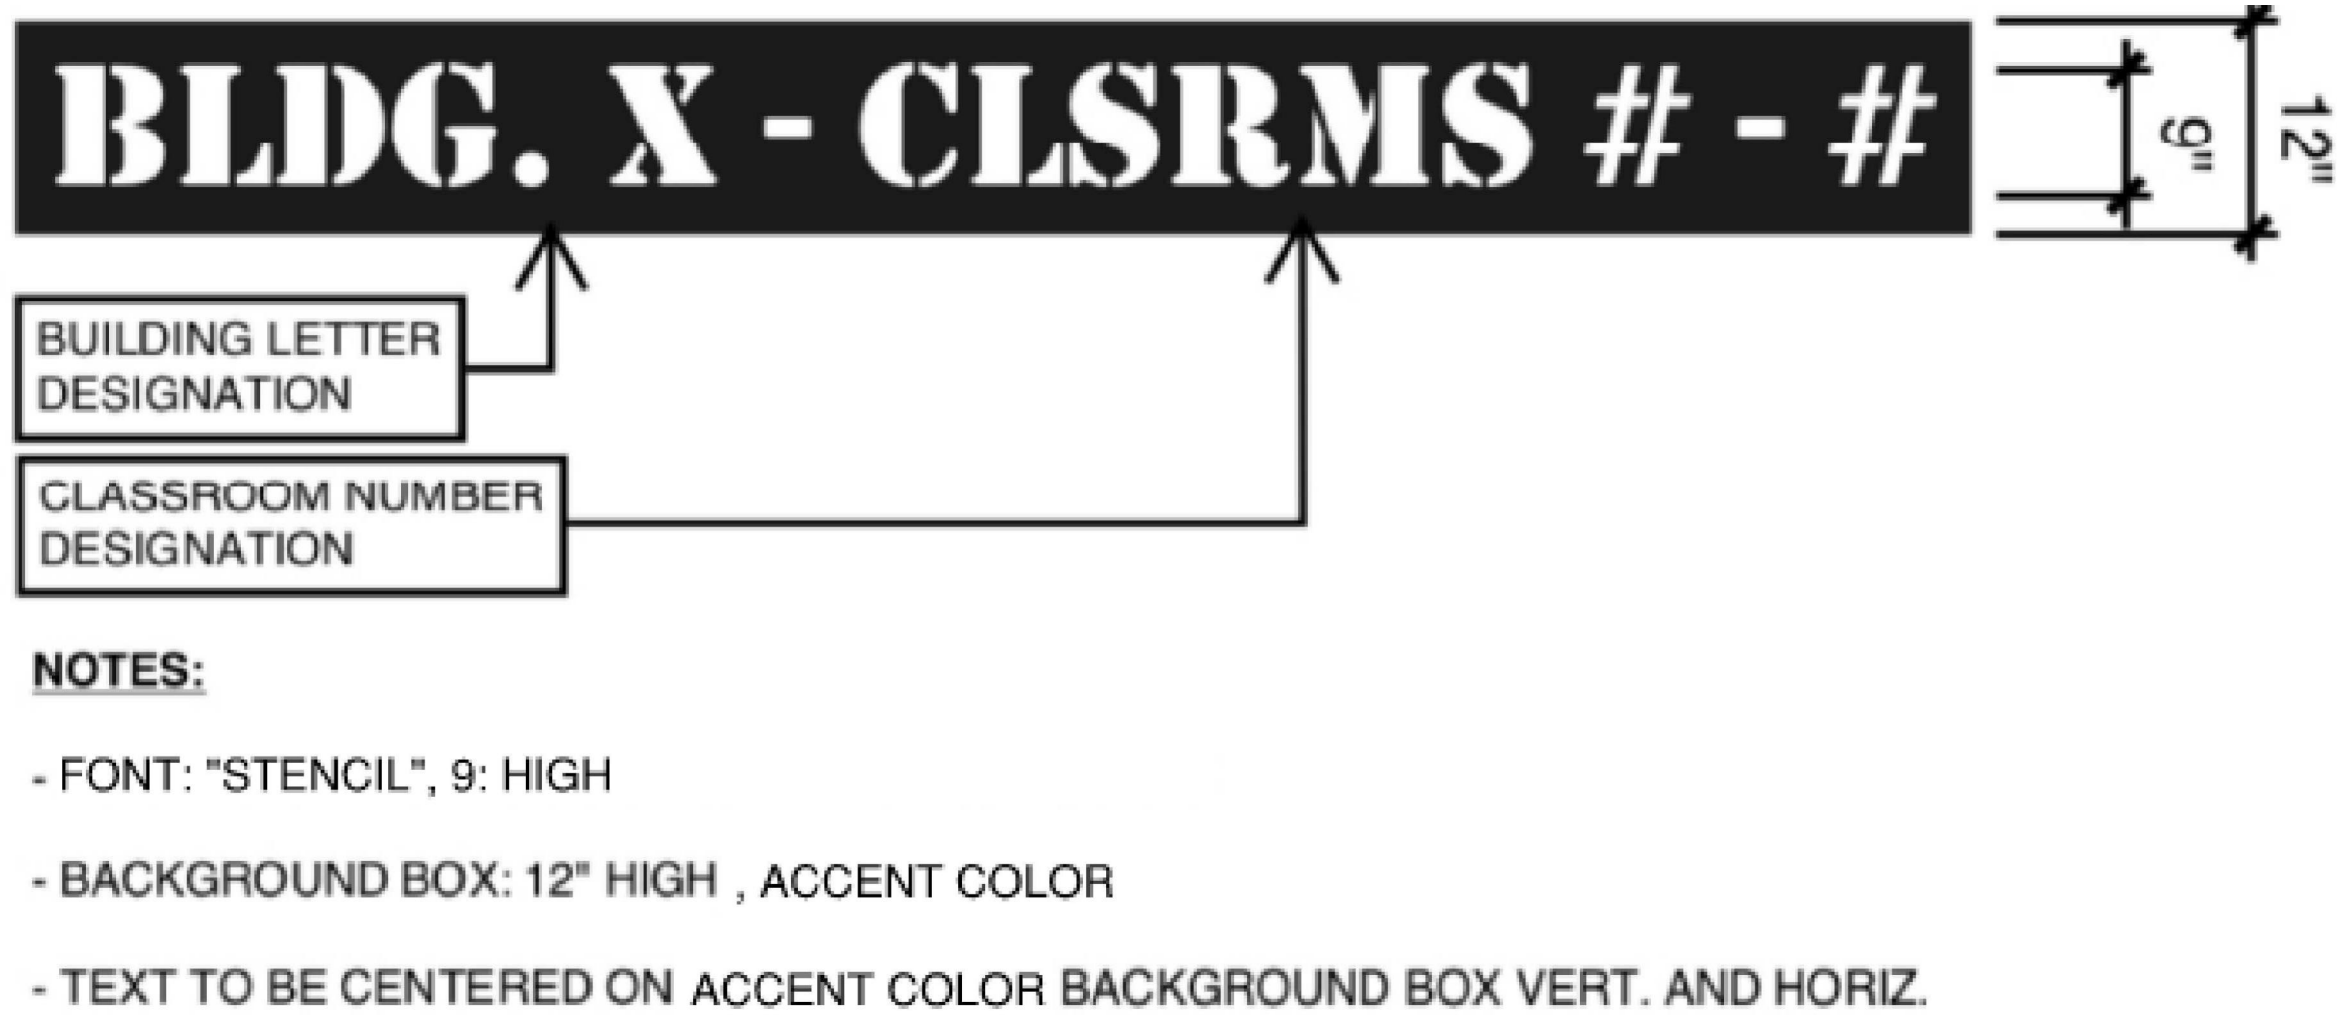 BLDG. X - CLSRMS # - #
9"
12"
BUILDING LETTER
DESIGNATION
CLASSROOM NUMBER
DESIGNATION
NOTES:
- FONT: "STENCIL", 9: HIGH
- BACKGROUND BOX: 12" HIGH , ACCENT COLOR
- TEXT TO BE CENTERED ON ACCENT COLOR BACKGROUND BOX VERT. AND HORIZ.